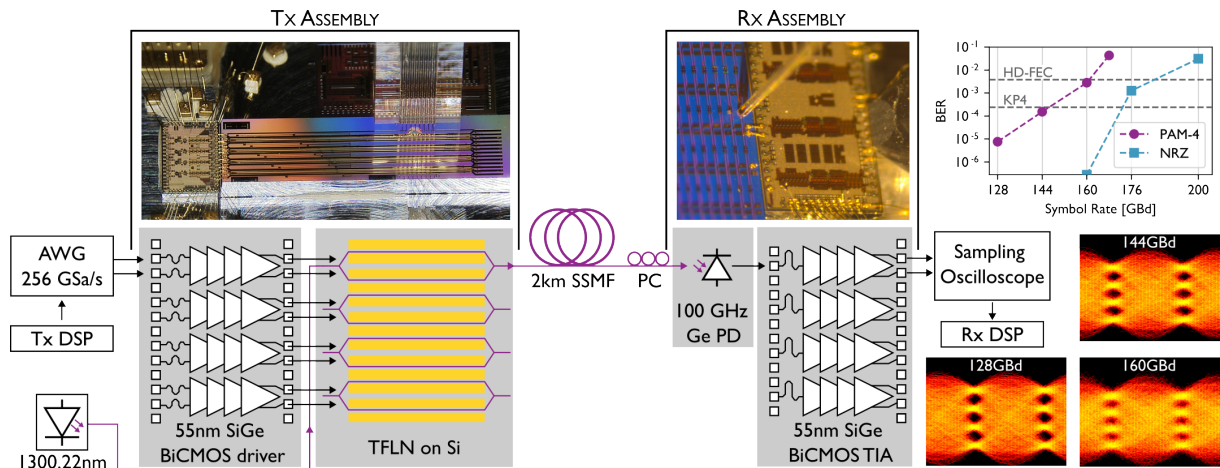 Tx ASSEMBLY
Rx ASSEMBLY
AWG
256 GSa/s
Tx DSP
1300.22nm
55nm SiGe
BiCMOS driver
TFLN on Si
2km SSMF
PC
100 GHz
Ge PD
55nm SiGe
BiCMOS TIA
Sampling
Oscilloscope
Rx DSP
BER
10⁻¹
10⁻²
10⁻³
10⁻⁴
10⁻⁵
10⁻⁶
HD-FEC
KP4
PAM-4
NRZ
128 144 160 176 200
Symbol Rate [GBd]
144GBd
128GBd
160GBd